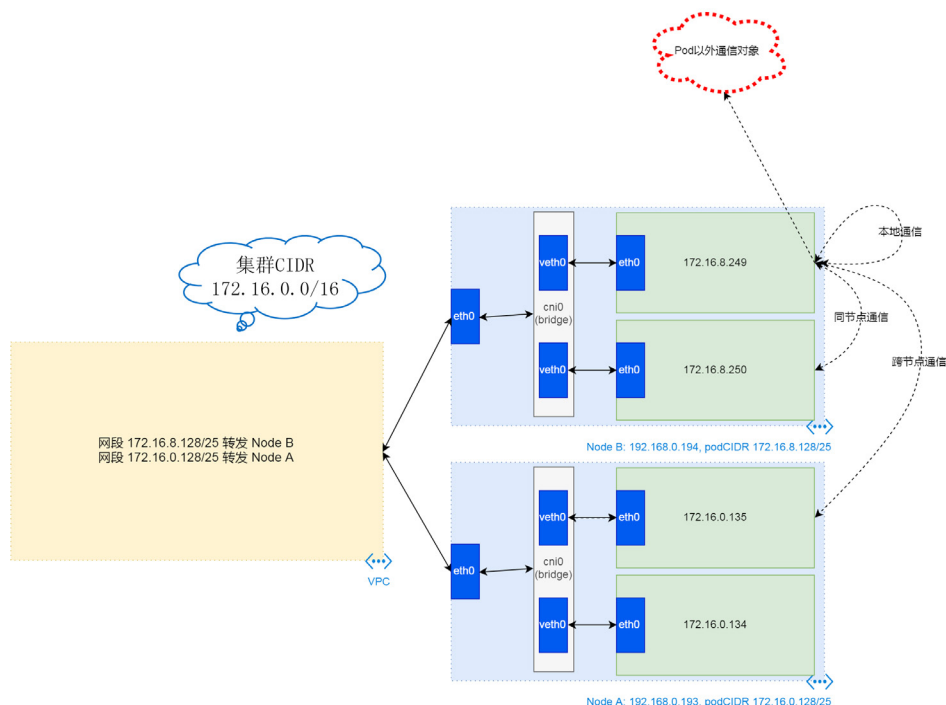 Pod以外通信对象
集群CIDR
172.16.0.0/16
网段 172.16.8.128/25 转发 Node B
网段 172.16.0.128/25 转发 Node A
VPC
eth0
cni0
(bridge)
veth0
eth0
172.16.8.249
veth0
eth0
172.16.8.250
本地通信
同节点通信
跨节点通信
Node B: 192.168.0.194, podCIDR 172.16.8.128/25
eth0
cni0
(bridge)
veth0
eth0
172.16.0.135
veth0
eth0
172.16.0.134
Node A: 192.168.0.193, podCIDR 172.16.0.128/25